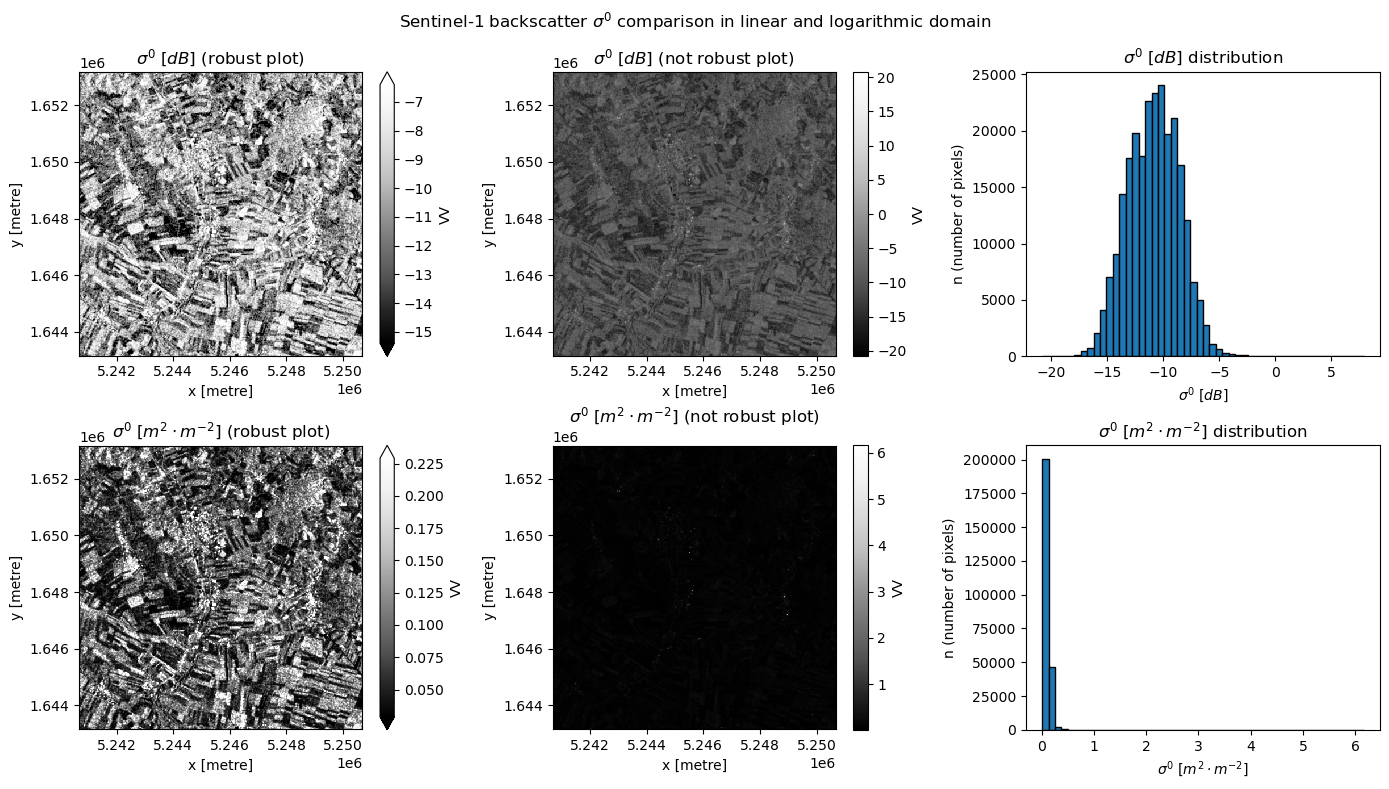 Sentinel-1 backscatter σ⁰ comparison in linear and logarithmic domain
σ⁰ [dB] (robust plot)
1e6
1.652
1.650
1.648
1.646
1.644
y [metre]
5.242 5.244 5.246 5.248 5.250
x [metre]
1e6
−7
−8
−9
−10
−11
−12
−13
−14
−15
VV
σ⁰ [dB] (not robust plot)
1e6
1.652
1.650
1.648
1.646
1.644
y [metre]
5.242 5.244 5.246 5.248 5.250
x [metre]
1e6
20
15
10
5
0
−5
−10
−15
−20
VV
σ⁰ [dB] distribution
25000
20000
15000
10000
5000
0
n (number of pixels)
−20 −15 −10 −5 0 5
σ⁰ [dB]
σ⁰ [m² · m⁻²] (robust plot)
1e6
1.652
1.650
1.648
1.646
1.644
y [metre]
5.242 5.244 5.246 5.248 5.250
x [metre]
1e6
0.225
0.200
0.175
0.150
0.125
0.100
0.075
0.050
VV
σ⁰ [m² · m⁻²] (not robust plot)
1e6
1.652
1.650
1.648
1.646
1.644
y [metre]
5.242 5.244 5.246 5.248 5.250
x [metre]
1e6
6
5
4
3
2
1
VV
σ⁰ [m² · m⁻²] distribution
200000
175000
150000
125000
100000
75000
50000
25000
0
n (number of pixels)
0 1 2 3 4 5 6
σ⁰ [m² · m⁻²]